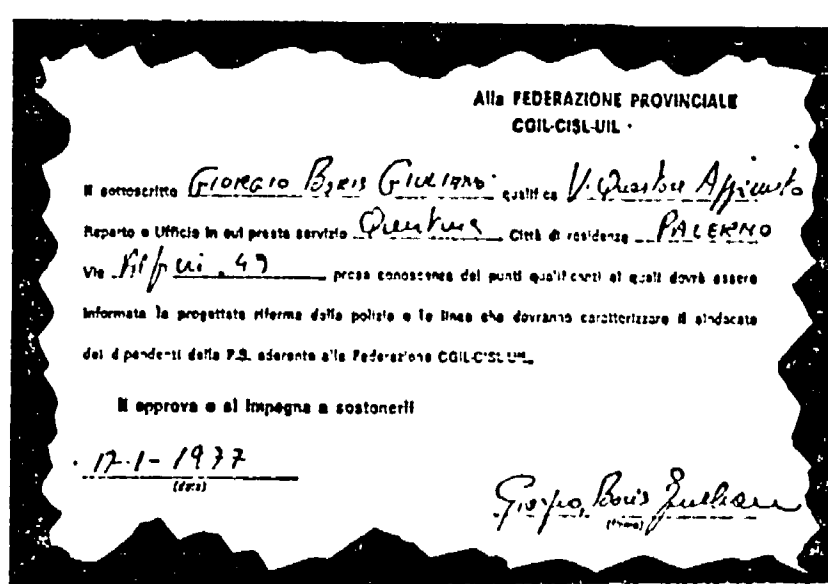 Alla FEDERAZIONE PROVINCIALE
CGIL-CISL-UIL
Il sottoscritto GIORGIO BORIS GIULIANO qualifica V. Questore Aggiunto
Reparto o Ufficio in cui presta servizio Questura Città di residenza PALERMO
Via 49 presa conoscenza dei punti qualificanti ai quali dovrà essere
informata la progettata riforma della polizia e le linee che dovranno caratterizzare il sindacato
dei dipendenti della P.S. aderente alla Federazione CGIL-CISL-UIL,
li approva e si impegna a sostenerli
17-1-1977
(data)
Giorgio Boris Giuliano
(firma)